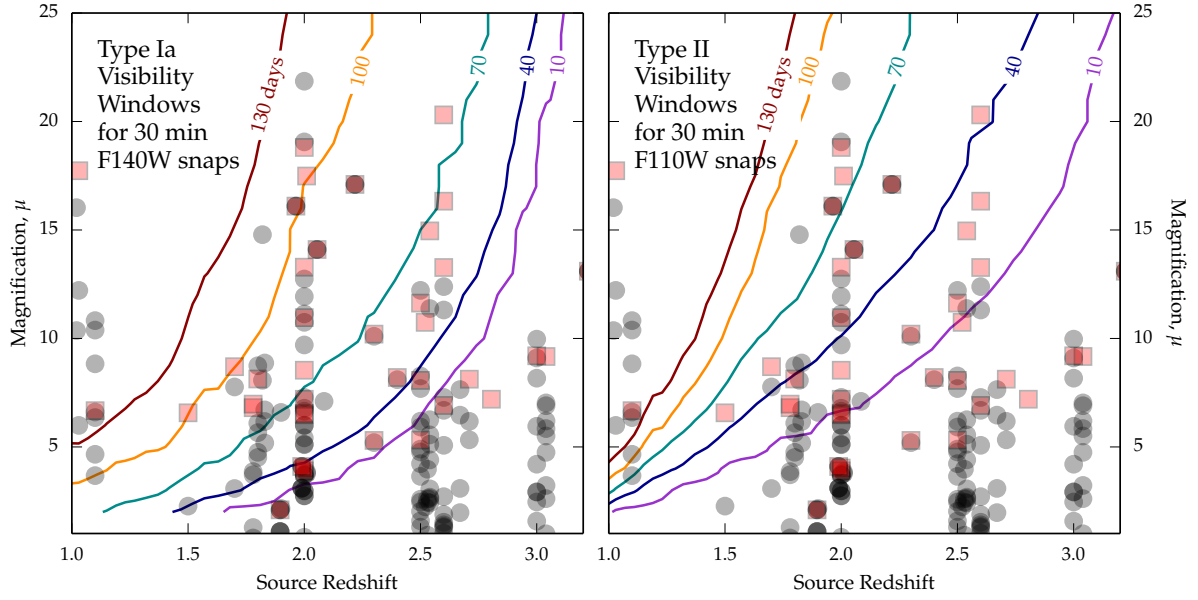 Type Ia
Visibility
Windows
for 30 min
F140W snaps
130 days
100
70
40
10
25
20
15
10
5
Magnification, μ
1.0 1.5 2.0 2.5 3.0
Source Redshift
Type II
Visibility
Windows
for 30 min
F110W snaps
130 days
100
70
40
10
25
20
15
10
5
Magnification, μ
1.0 1.5 2.0 2.5 3.0
Source Redshift